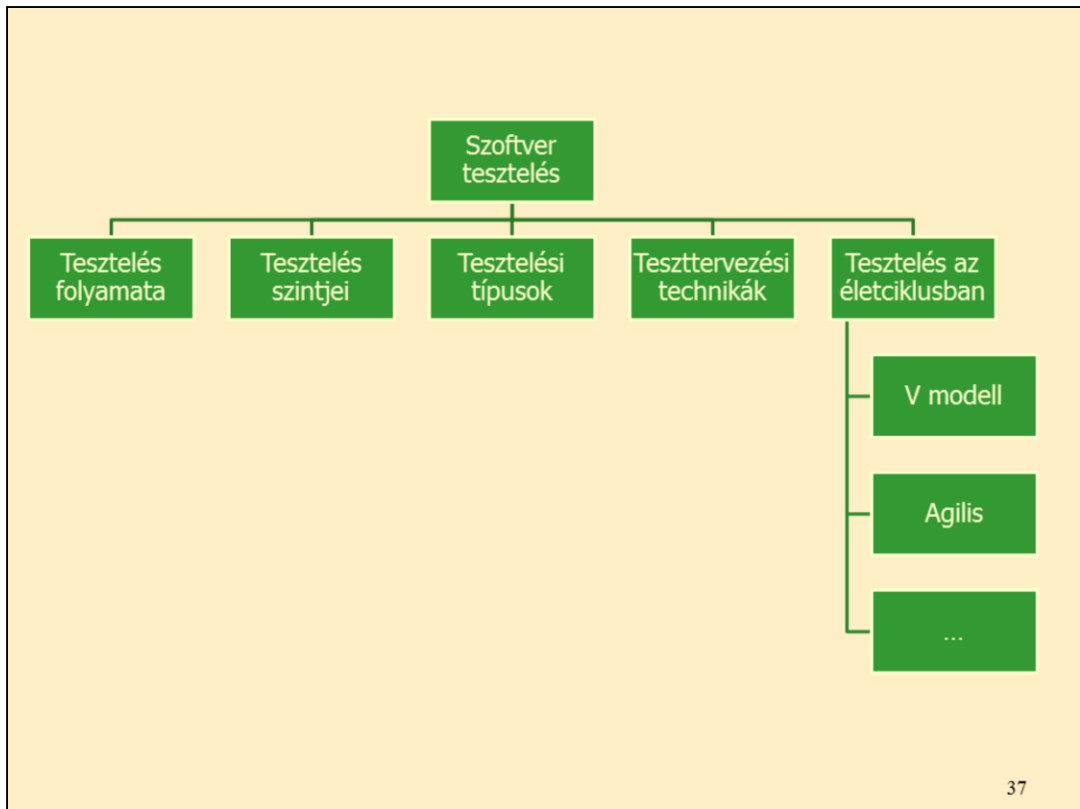 Szoftver
tesztelés
Tesztelés
folyamata
Tesztelés
szintjei
Tesztelési
típusok
Teszttervezési
technikák
Tesztelés az
életciklusban
V modell
Agilis
...
37